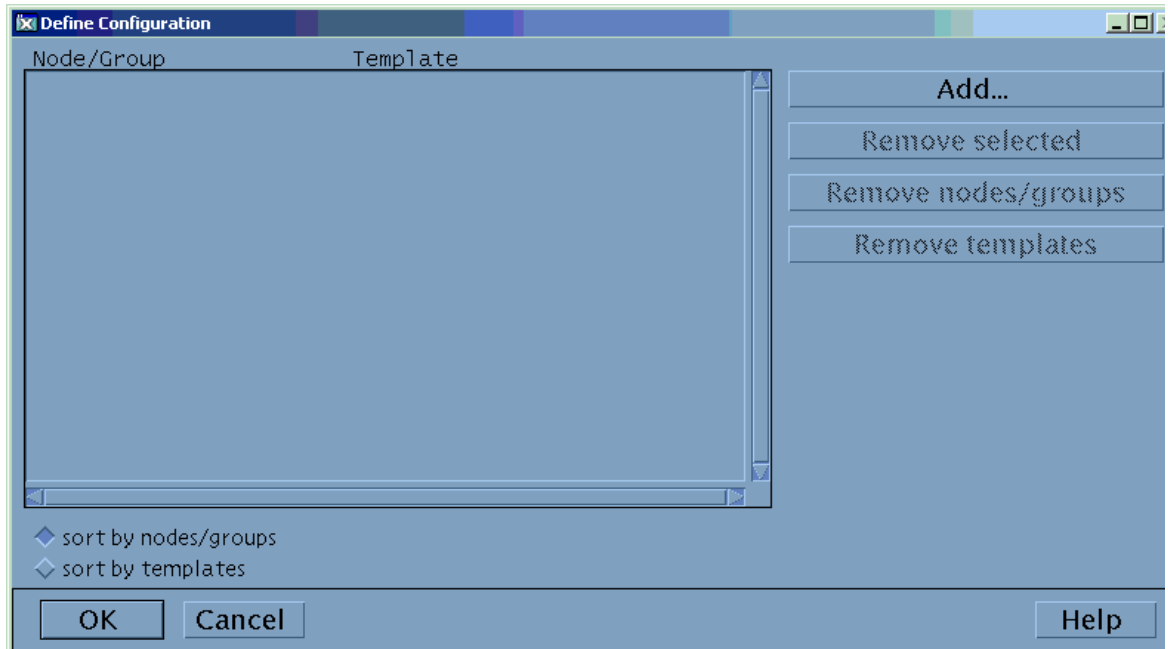 Define Configuration
Node/Group Template
Add...
Remove selected
Remove nodes/groups
Remove templates
sort by nodes/groups
sort by templates
OK Cancel Help